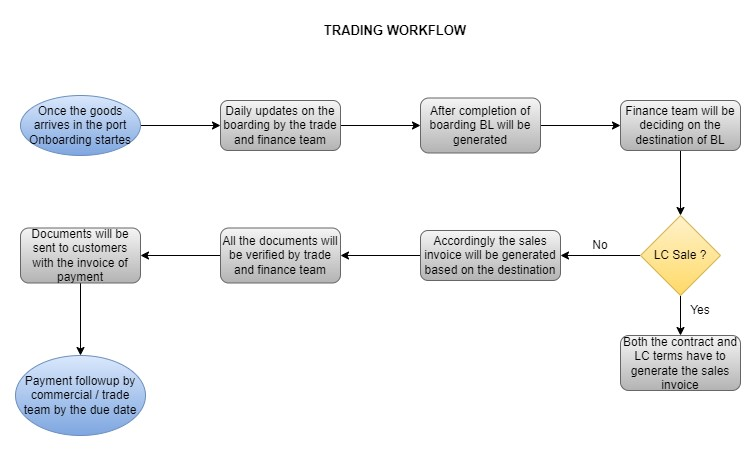 TRADING WORKFLOW
Once the goods
arrives in the port
Onboarding startes
Daily updates on the
boarding by the trade
and finance team
After completion of
boarding BL will be
generated
Finance team will be
deciding on the
destination of BL
LC Sale ?
No
Yes
Accordingly the sales
invoice will be generated
based on the destination
All the documents will
be verified by trade
and finance team
Documents will be
sent to customers
with the invoice of
payment
Both the contract and
LC terms have to
generate the sales
invoice
Payment followup by
commercial / trade
team by the due date